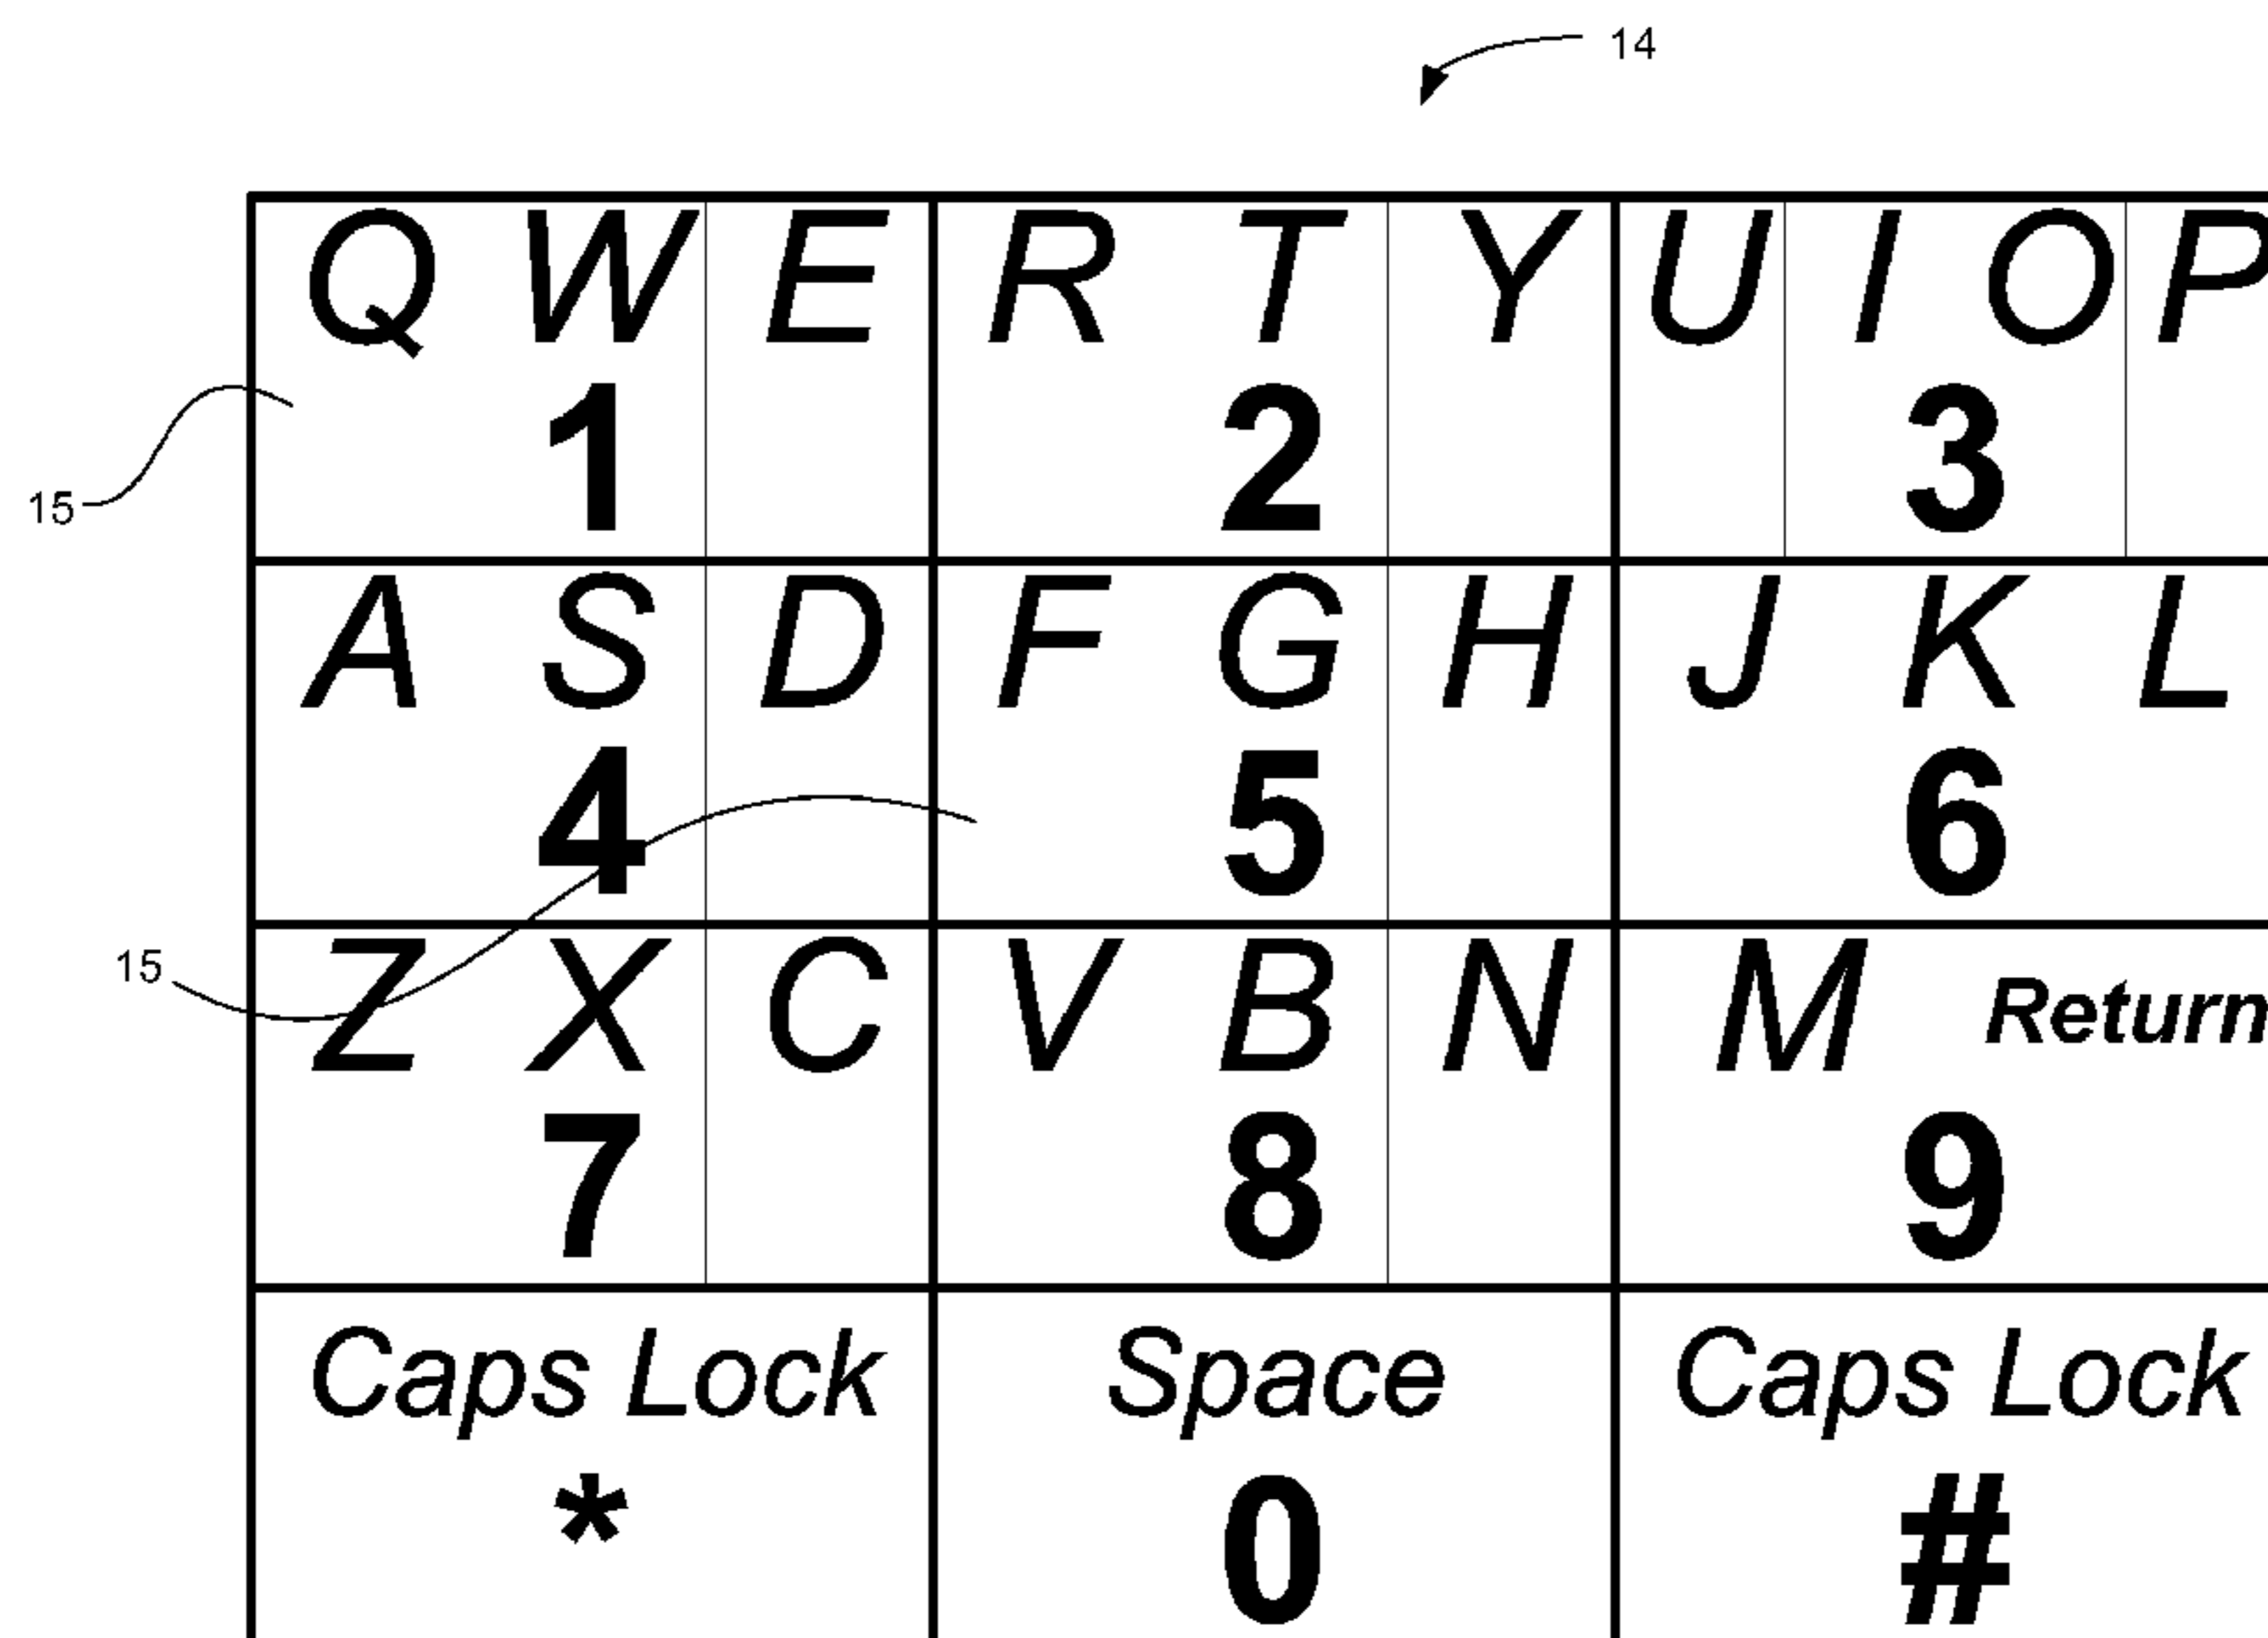 14
Q W E R T Y U I O P
1 2 3
15
A S D F G H J K L
4 5 6
15
Z X C V B N M Return
7 8 9
Caps Lock Space Caps Lock
* 0 #